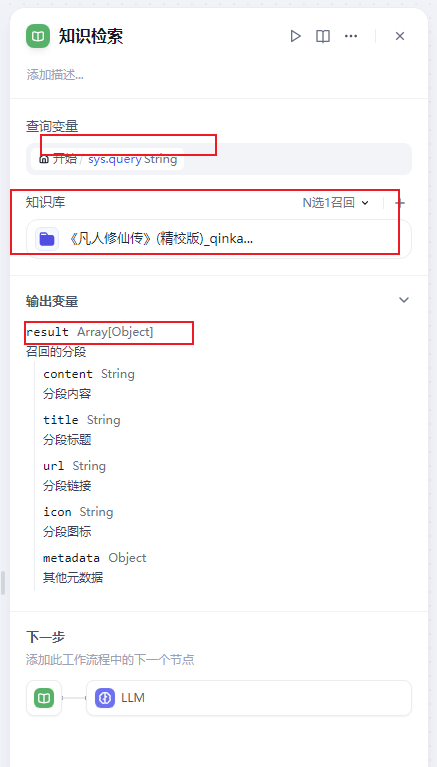 知识检索
添加描述...
查询变量
开始 / sys.query String
知识库 N选1召回
《凡人修仙传》(精校版)_qinka...
输出变量
result Array[Object]
召回的分段
content String
分段内容
title String
分段标题
url String
分段链接
icon String
分段图标
metadata Object
其他元数据
下一步
添加此工作流程中的下一个节点
LLM